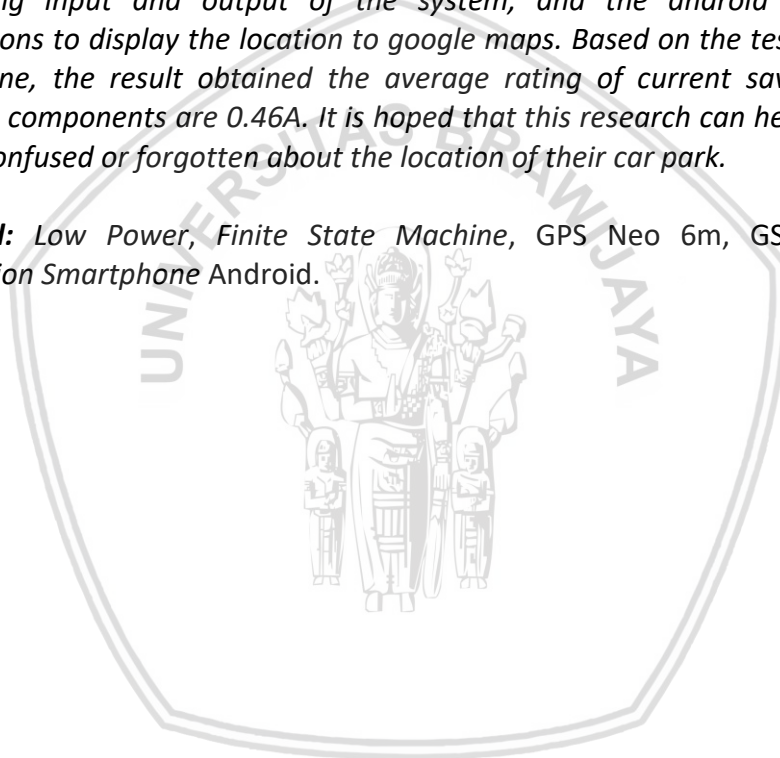 ng input and output of the system, and the android
ons to display the location to google maps. Based on the tes
ne, the result obtained the average rating of current sav
components are 0.46A. It is hoped that this research can he
onfused or forgotten about the location of their car park.
: Low Power, Finite State Machine, GPS Neo 6m, GS
ion Smartphone Android.
UNIVERSITAS BRAWIJAYA